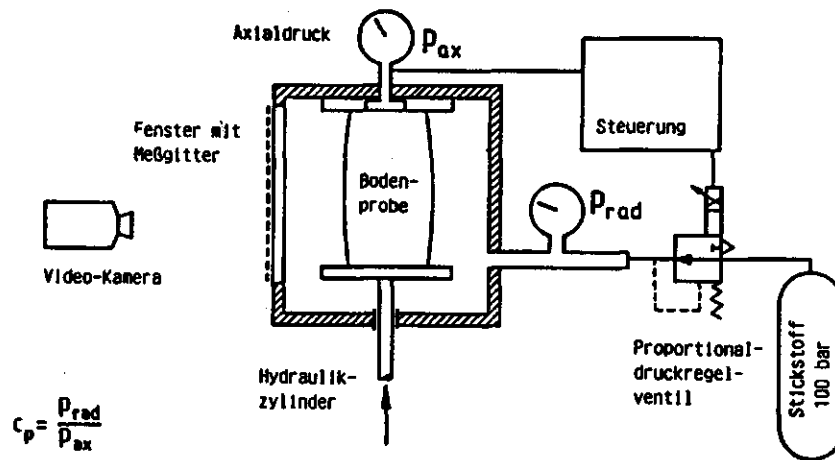 Axialdruck
Pax
Fenster mit
Meßgitter
Steuerung
Boden-
probe
Prad
Video-Kamera
Hydraulik-
zylinder
Proportional-
druckregel-
ventil
Stickstoff
100 bar
Cp = Prad
Pax